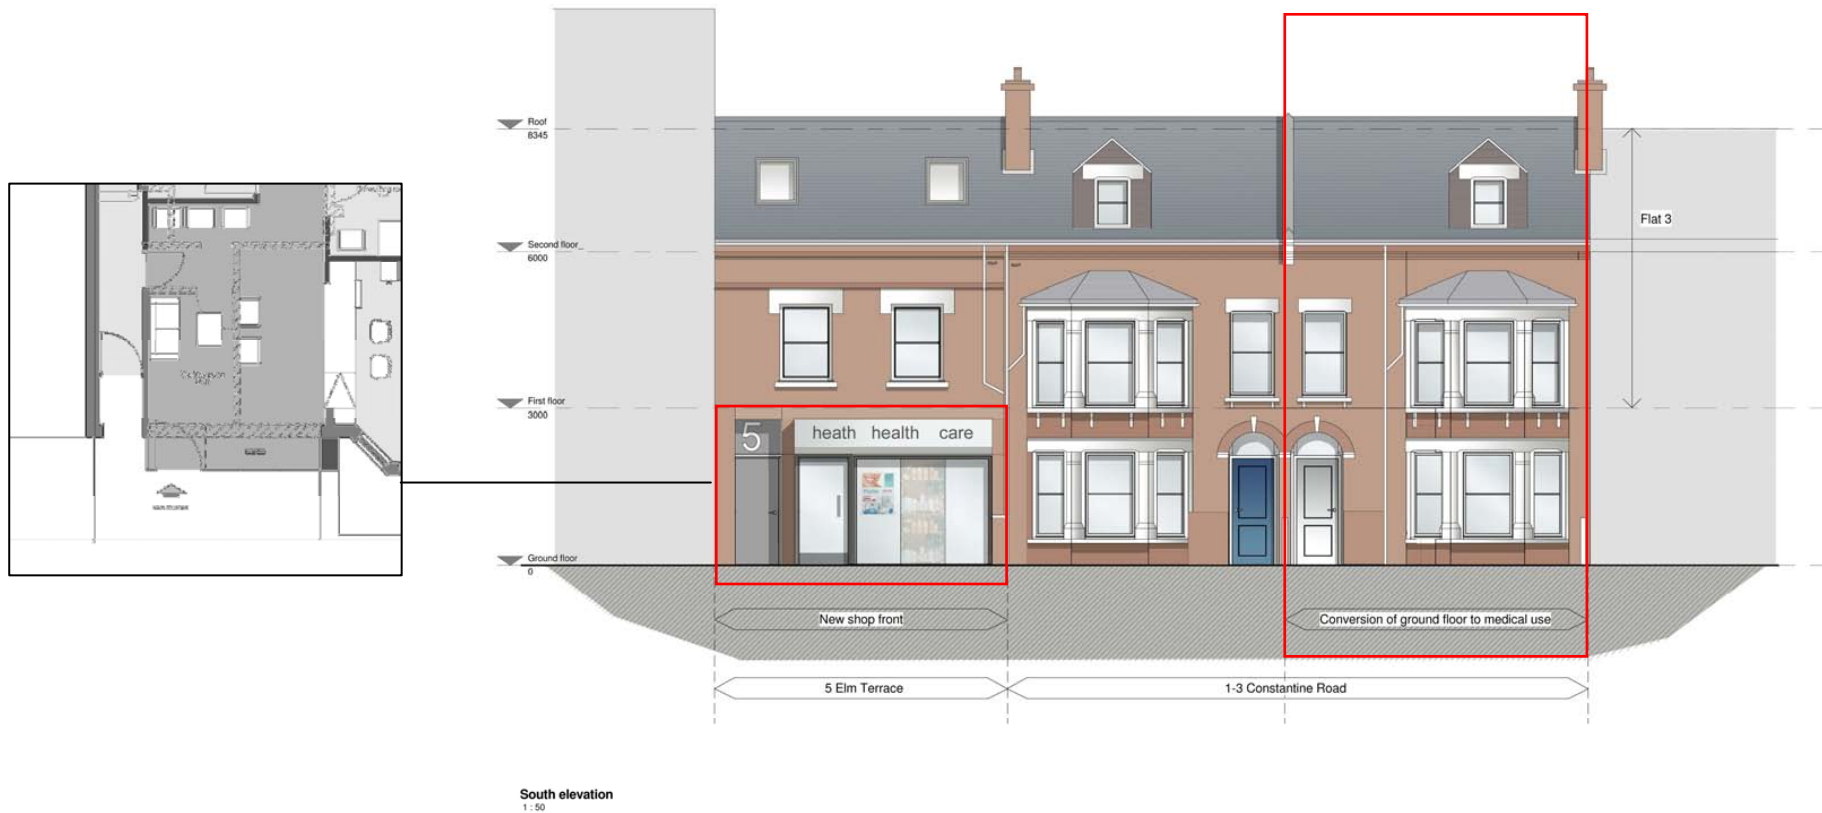 Roof
8345
Flat 3
Second floor
6000
First floor
3000
5
heath health care
Ground floor
0
New shop front
Conversion of ground floor to medical use
5 Elm Terrace
1-3 Constantine Road
South elevation
1 : 50